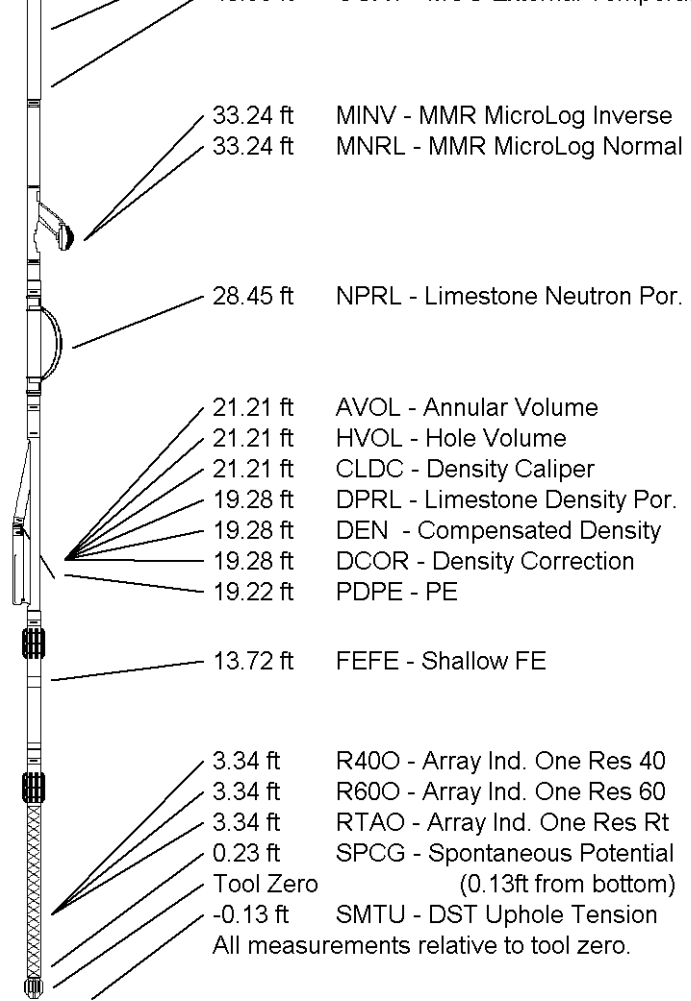 33.24 ft MINV - MMR MicroLog Inverse
33.24 ft MNRL - MMR MicroLog Normal
28.45 ft NPRL - Limestone Neutron Por.
21.21 ft AVOL - Annular Volume
21.21 ft HVOL - Hole Volume
21.21 ft CLDC - Density Caliper
19.28 ft DPRL - Limestone Density Por.
19.28 ft DEN - Compensated Density
19.28 ft DCOR - Density Correction
19.22 ft PDPE - PE
13.72 ft FEFE - Shallow FE
3.34 ft R40O - Array Ind. One Res 40
3.34 ft R60O - Array Ind. One Res 60
3.34 ft RTAO - Array Ind. One Res Rt
0.23 ft SPCG - Spontaneous Potential
Tool Zero (0.13ft from bottom)
-0.13 ft SMTU - DST Uphole Tension
All measurements relative to tool zero.